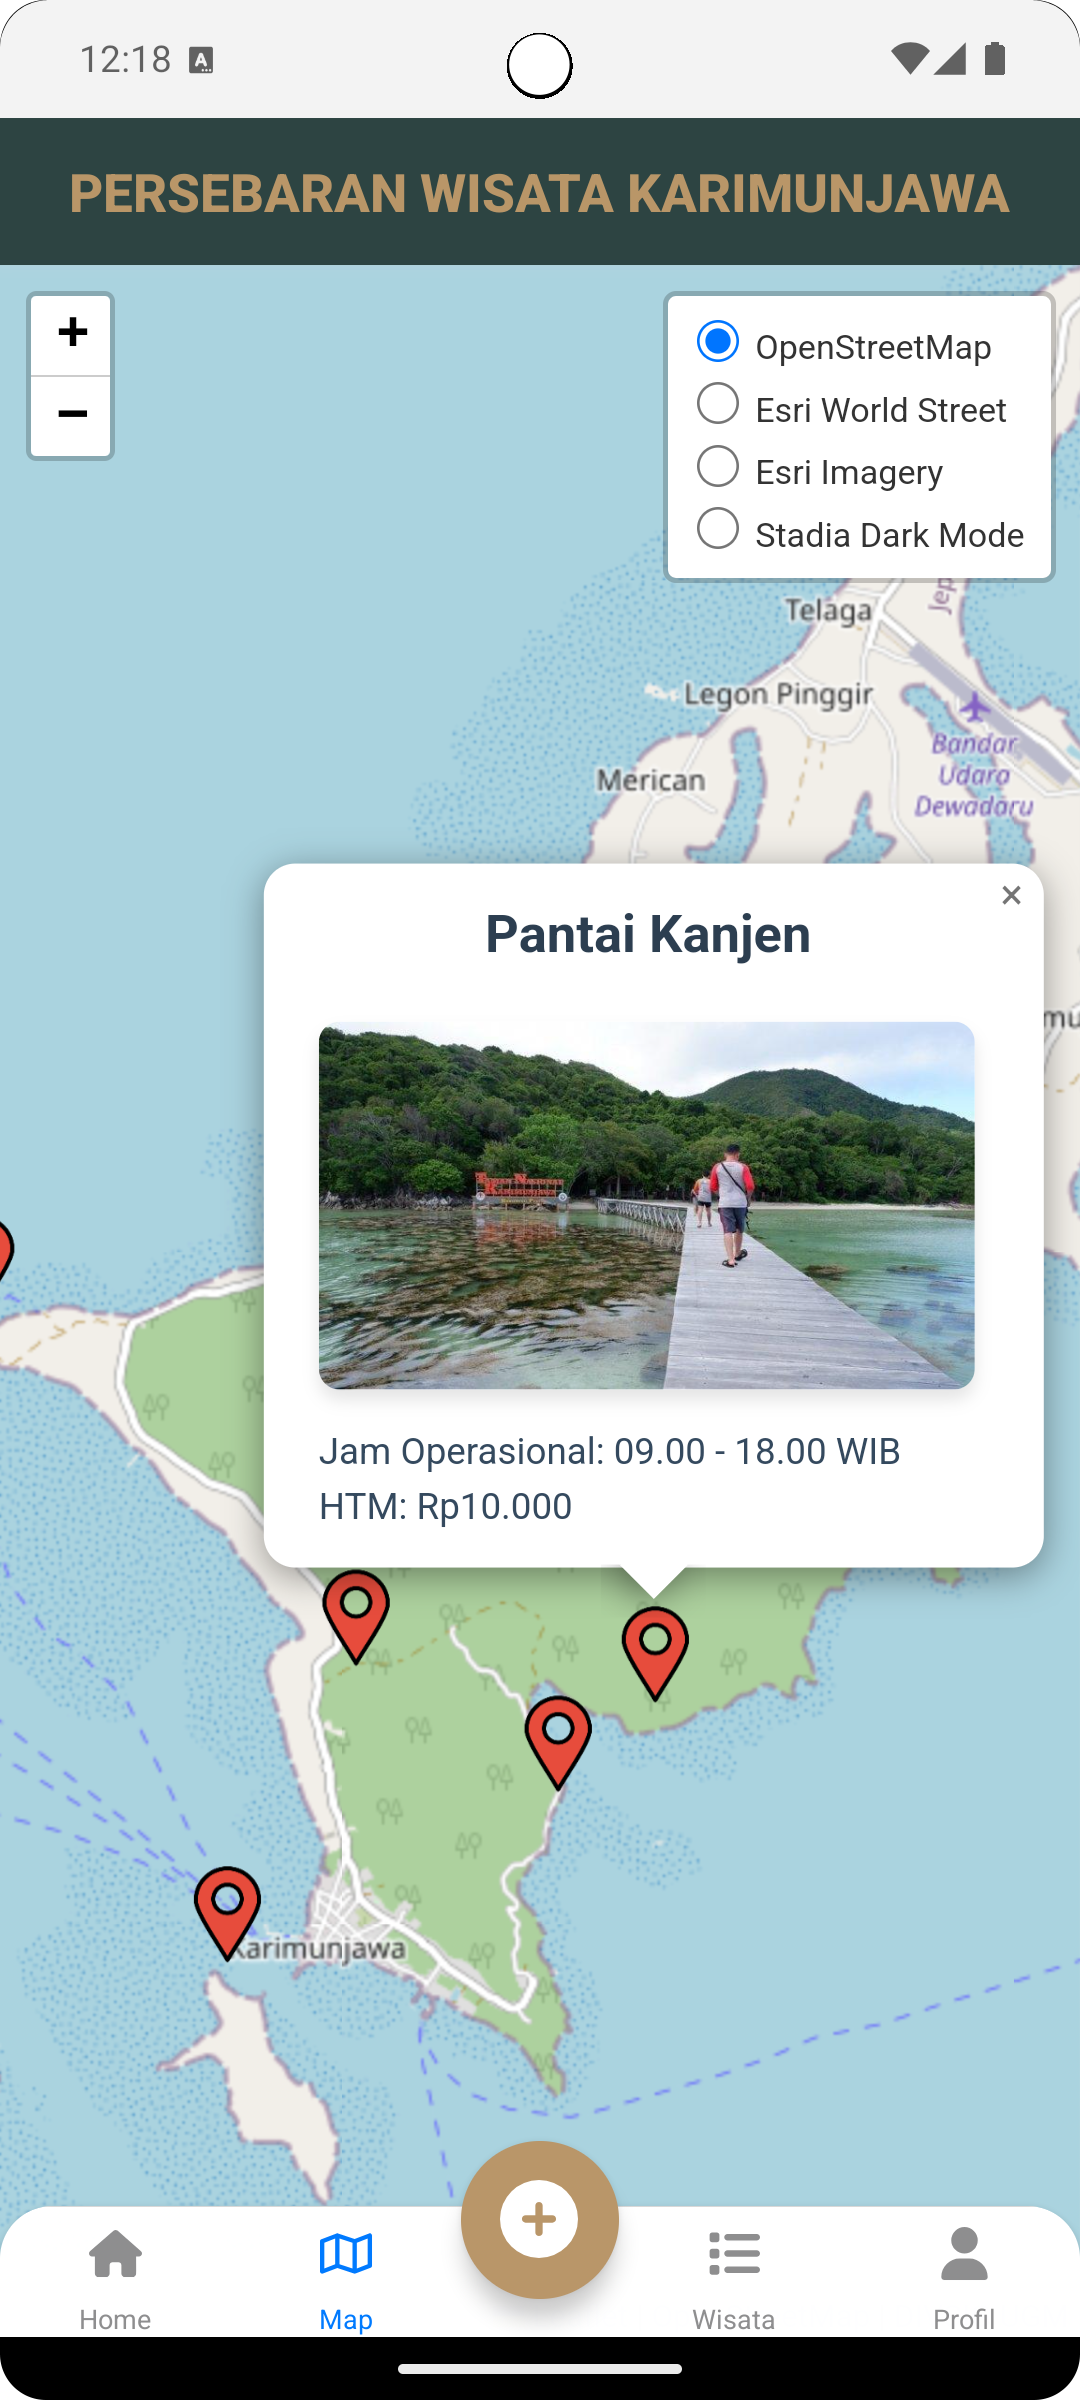 12:18
PERSEBARAN WISATA KARIMUNJAWA
+
−
OpenStreetMap
Esri World Street
Esri Imagery
Stadia Dark Mode
Jep
Telaga
Legon Pinggir
Merican
Bandar
Udara
Dewadaru
×
Pantai Kanjen
mu
Jam Operasional: 09.00 - 18.00 WIB
HTM: Rp10.000
Karimunjawa
Home
Map
Wisata
Profil